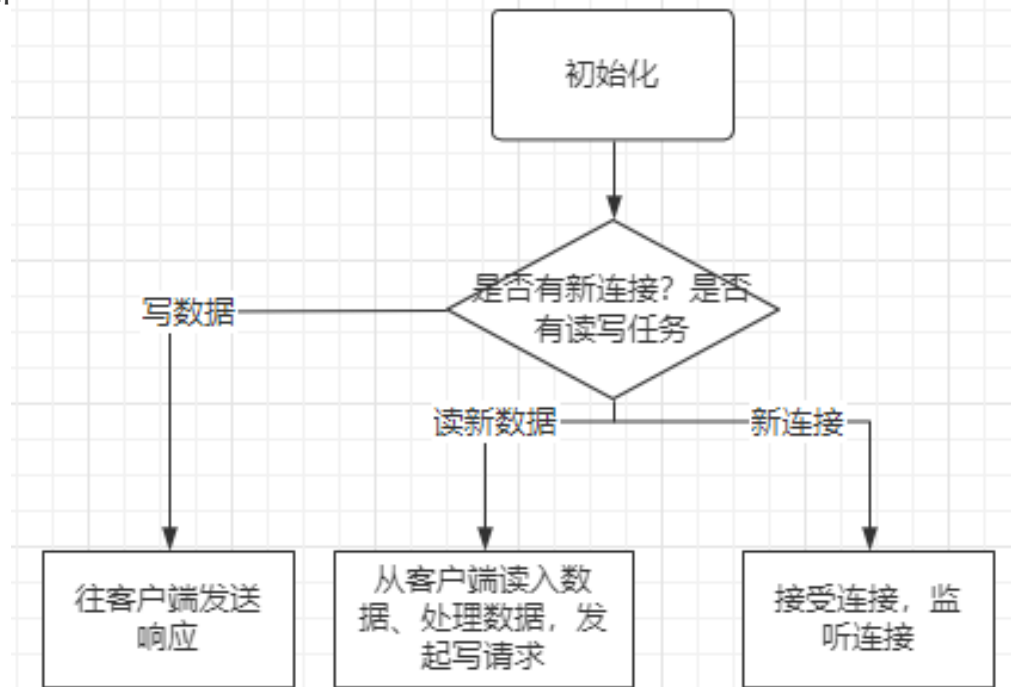 初始化
是否有新连接？是否
有读写任务
写数据
读新数据
新连接
往客户端发送
响应
从客户端读入数
据、处理数据，发
起写请求
接受连接，监
听连接